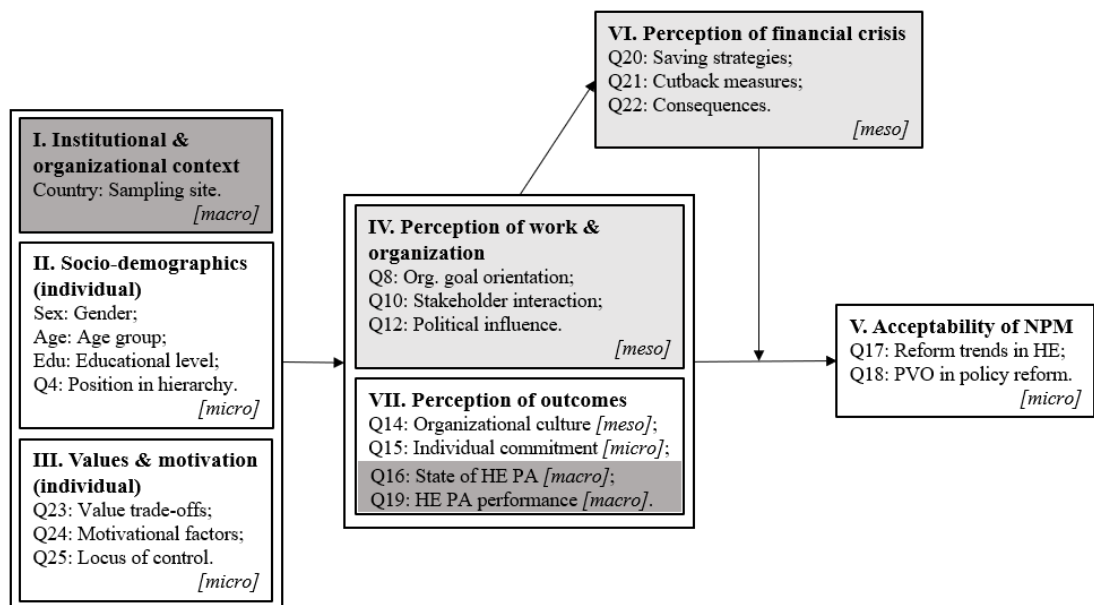 VI. Perception of financial crisis
Q20: Saving strategies;
Q21: Cutback measures;
Q22: Consequences.
[meso]
I. Institutional &
organizational context
Country: Sampling site.
[macro]
II. Socio-demographics
(individual)
Sex: Gender;
Age: Age group;
Edu: Educational level;
Q4: Position in hierarchy.
[micro]
III. Values & motivation
(individual)
Q23: Value trade-offs;
Q24: Motivational factors;
Q25: Locus of control.
[micro]
IV. Perception of work &
organization
Q8: Org. goal orientation;
Q10: Stakeholder interaction;
Q12: Political influence.
[meso]
VII. Perception of outcomes
Q14: Organizational culture [meso];
Q15: Individual commitment [micro];
Q16: State of HE PA [macro];
Q19: HE PA performance [macro].
V. Acceptability of NPM
Q17: Reform trends in HE;
Q18: PVO in policy reform.
[micro]